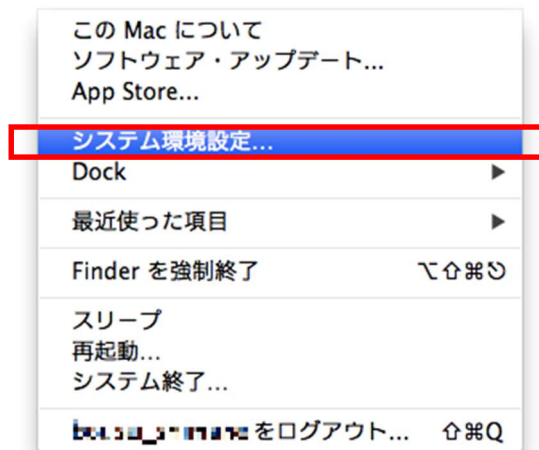 この Mac について
ソフトウェア・アップデート...
App Store...
システム環境設定...
Dock ▶
最近使った項目 ▶
Finder を強制終了 ⌥⇧⌘⎋
スリープ
再起動...
システム終了...
をログアウト... ⇧⌘Q